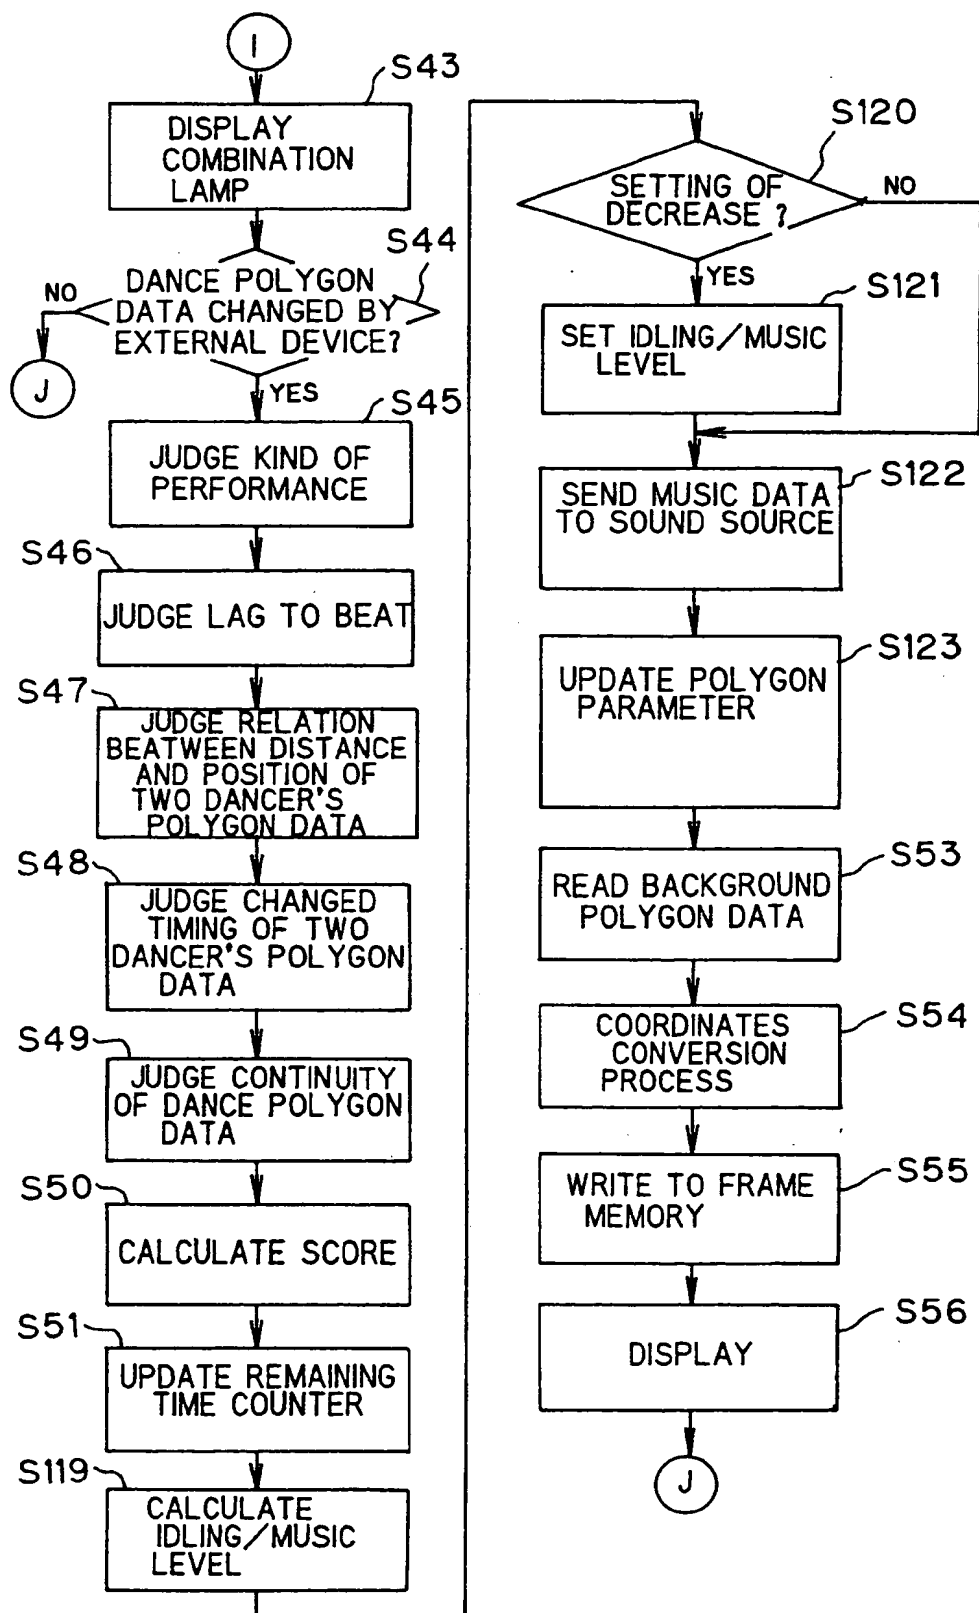 I
S43
DISPLAY
COMBINATION
LAMP
S44
DANCE POLYGON
DATA CHANGED BY
EXTERNAL DEVICE?
NO
J
YES
S45
JUDGE KIND OF
PERFORMANCE
S46
JUDGE LAG TO BEAT
S47
JUDGE RELATION
BEATWEEN DISTANCE
AND POSITION OF
TWO DANCER'S
POLYGON DATA
S48
JUDGE CHANGED
TIMING OF TWO
DANCER'S POLYGON
DATA
S49
JUDGE CONTINUITY
OF DANCE POLYGON
DATA
S50
CALCULATE SCORE
S51
UPDATE REMAINING
TIME COUNTER
S119
CALCULATE
IDLING/MUSIC
LEVEL
S120
SETTING OF
DECREASE ?
NO
YES
S121
SET IDLING/MUSIC
LEVEL
S122
SEND MUSIC DATA
TO SOUND SOURCE
S123
UPDATE POLYGON
PARAMETER
S53
READ BACKGROUND
POLYGON DATA
S54
COORDINATES
CONVERSION
PROCESS
S55
WRITE TO FRAME
MEMORY
S56
DISPLAY
J